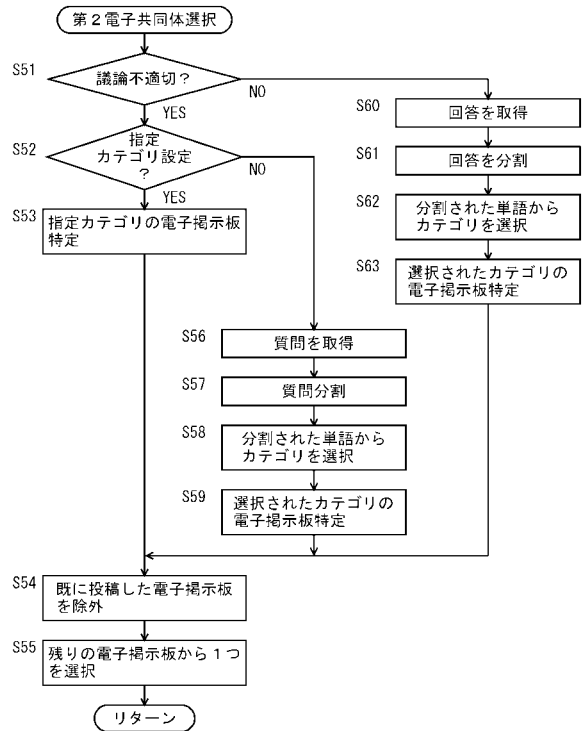 第２電子共同体選択
S51
議論不適切？
NO
YES
S52
指定
カテゴリ設定
？
NO
YES
S53
指定カテゴリの電子掲示板
特定
S60
回答を取得
S61
回答を分割
S62
分割された単語から
カテゴリを選択
S63
選択されたカテゴリの
電子掲示板特定
S56
質問を取得
S57
質問分割
S58
分割された単語から
カテゴリを選択
S59
選択されたカテゴリの
電子掲示板特定
S54
既に投稿した電子掲示板
を除外
S55
残りの電子掲示板から１つ
を選択
リターン